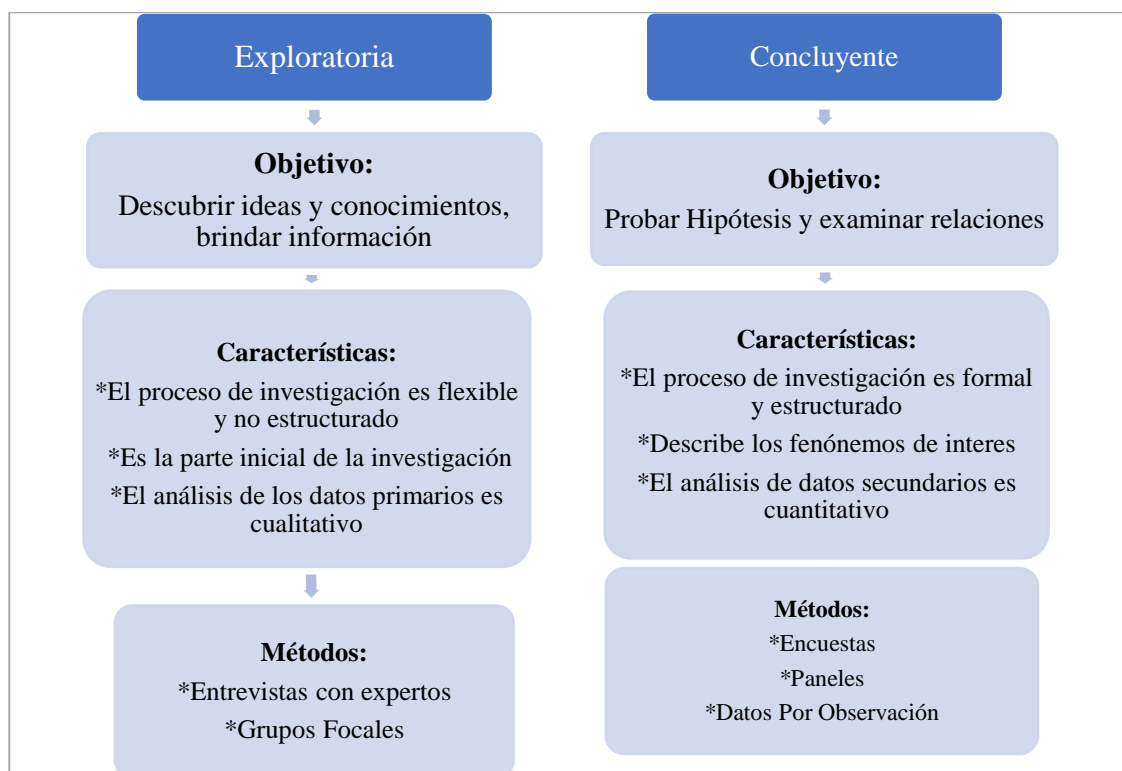 Exploratoria
Objetivo:
Descubrir ideas y conocimientos,
brindar información
Características:
*El proceso de investigación es flexible
y no estructurado
*Es la parte inicial de la investigación
*El análisis de los datos primarios es
cualitativo
Métodos:
*Entrevistas con expertos
*Grupos Focales
Concluyente
Objetivo:
Probar Hipótesis y examinar relaciones
Características:
*El proceso de investigación es formal
y estructurado
*Describe los fenónemos de interes
*El análisis de datos secundarios es
cuantitativo
Métodos:
*Encuestas
*Paneles
*Datos Por Observación